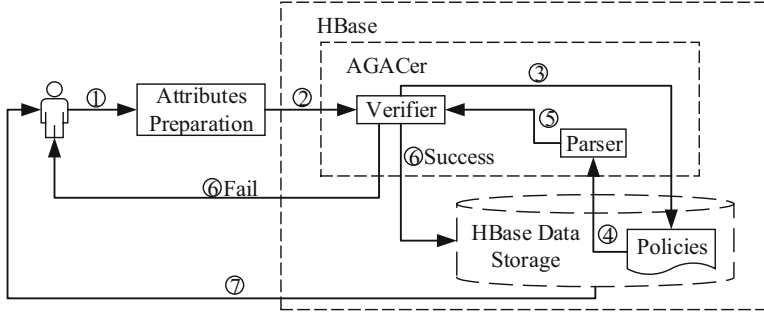 HBase
AGACer
①
Attributes
Preparation
②
Verifier
③
⑤
Parser
⑥Success
⑥Fail
HBase Data
Storage
④
Policies
⑦